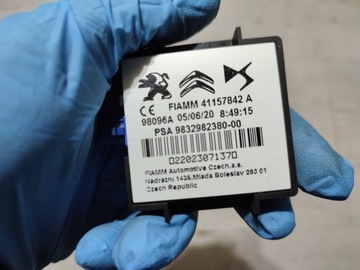 FIAMM 41157842 A
CE 98096A 05/06/20 8:49:15
PSA 9832982380-00
022023071370
FIAMM Automotive Czech,a.s.
Nadrazni 1436,Mlada Boleslav 293 01
Czech Republic